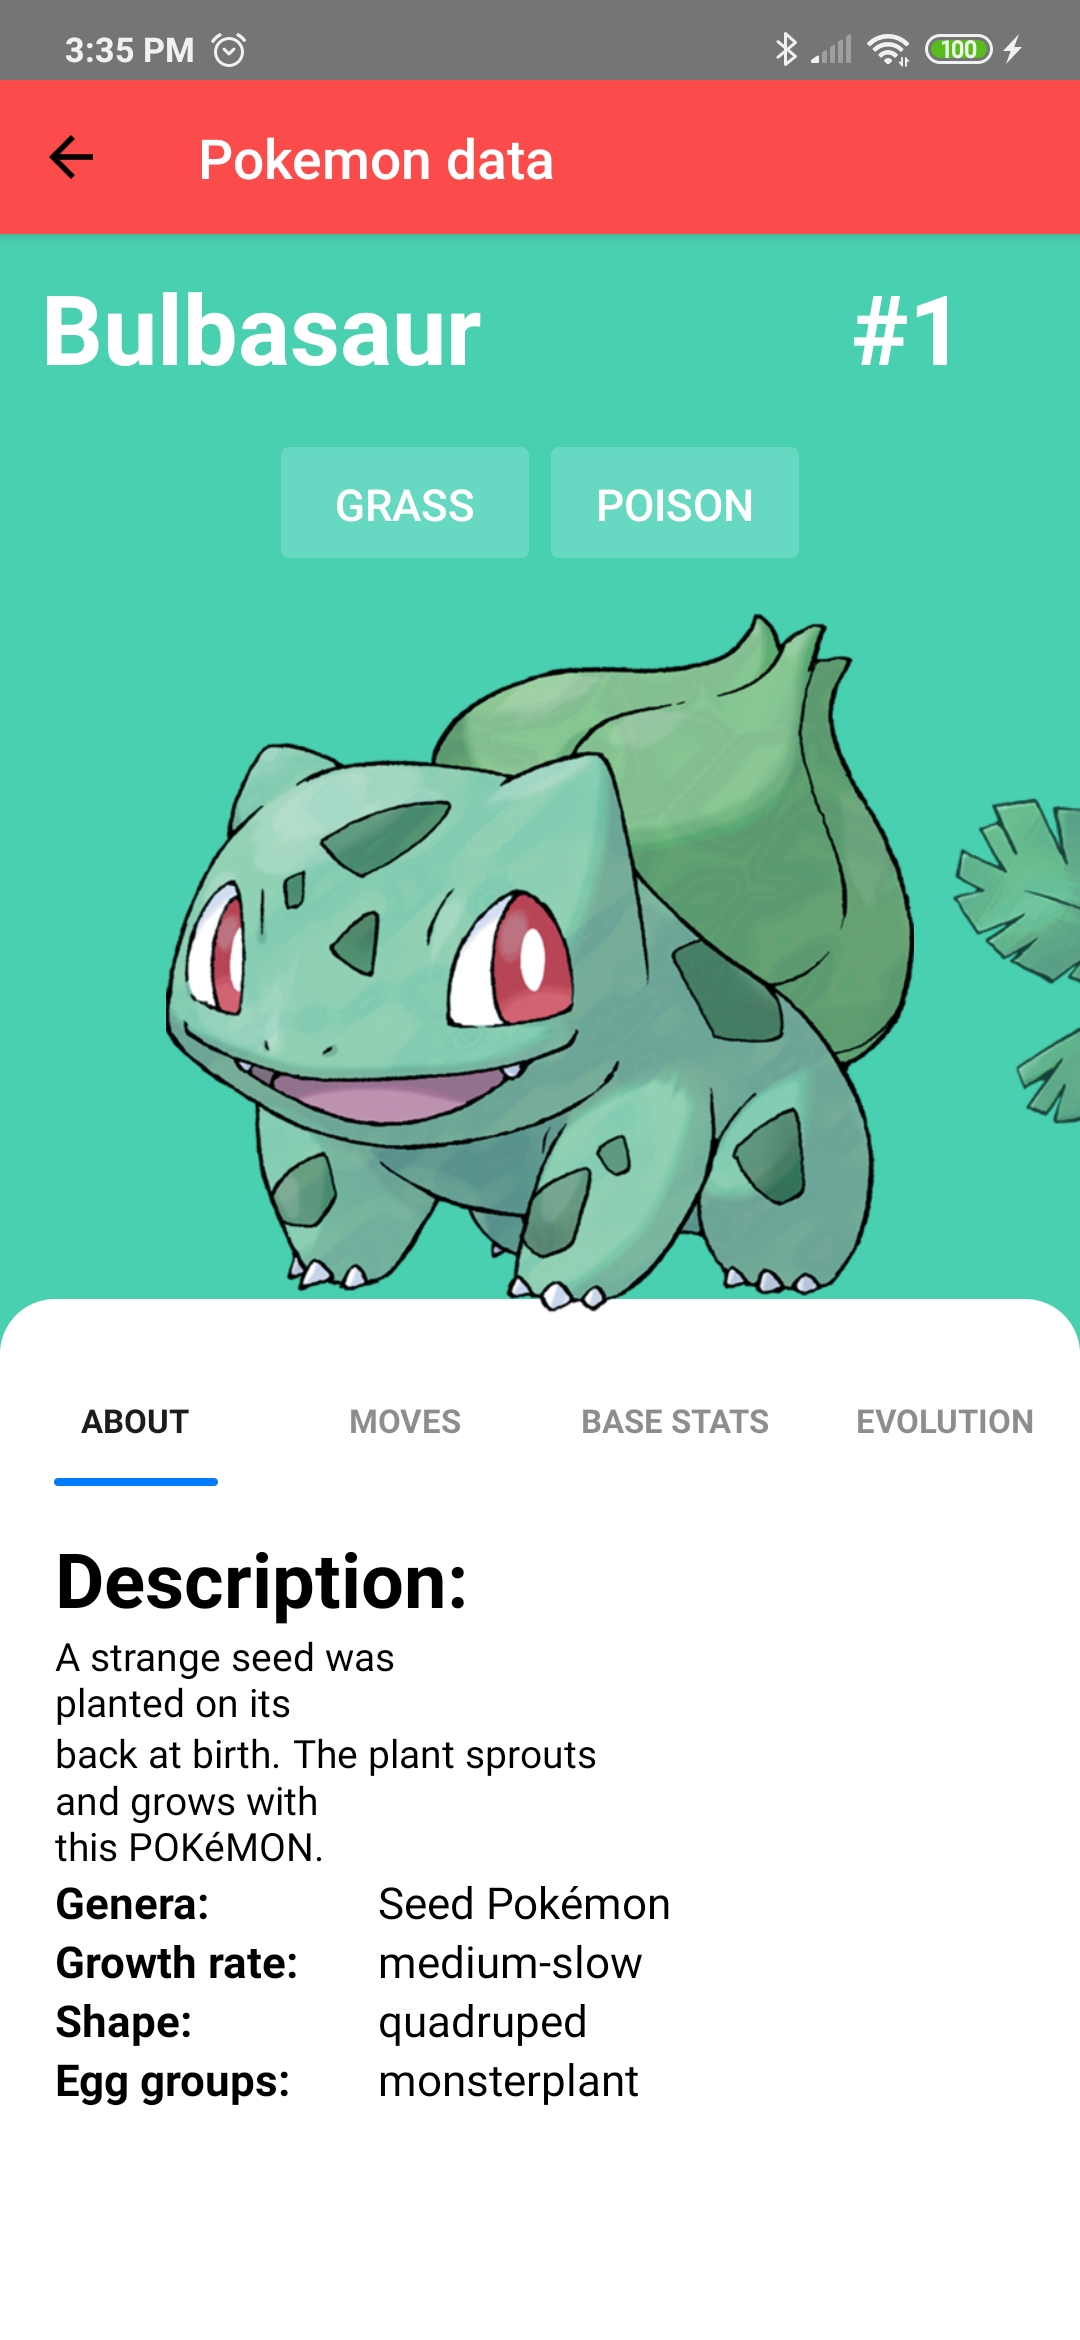 3:35 PM
100
Pokemon data
Bulbasaur #1
GRASS POISON
ABOUT MOVES BASE STATS EVOLUTION
Description:
A strange seed was
planted on its
back at birth. The plant sprouts
and grows with
this POKéMON.
Genera: Seed Pokémon
Growth rate: medium-slow
Shape: quadruped
Egg groups: monsterplant